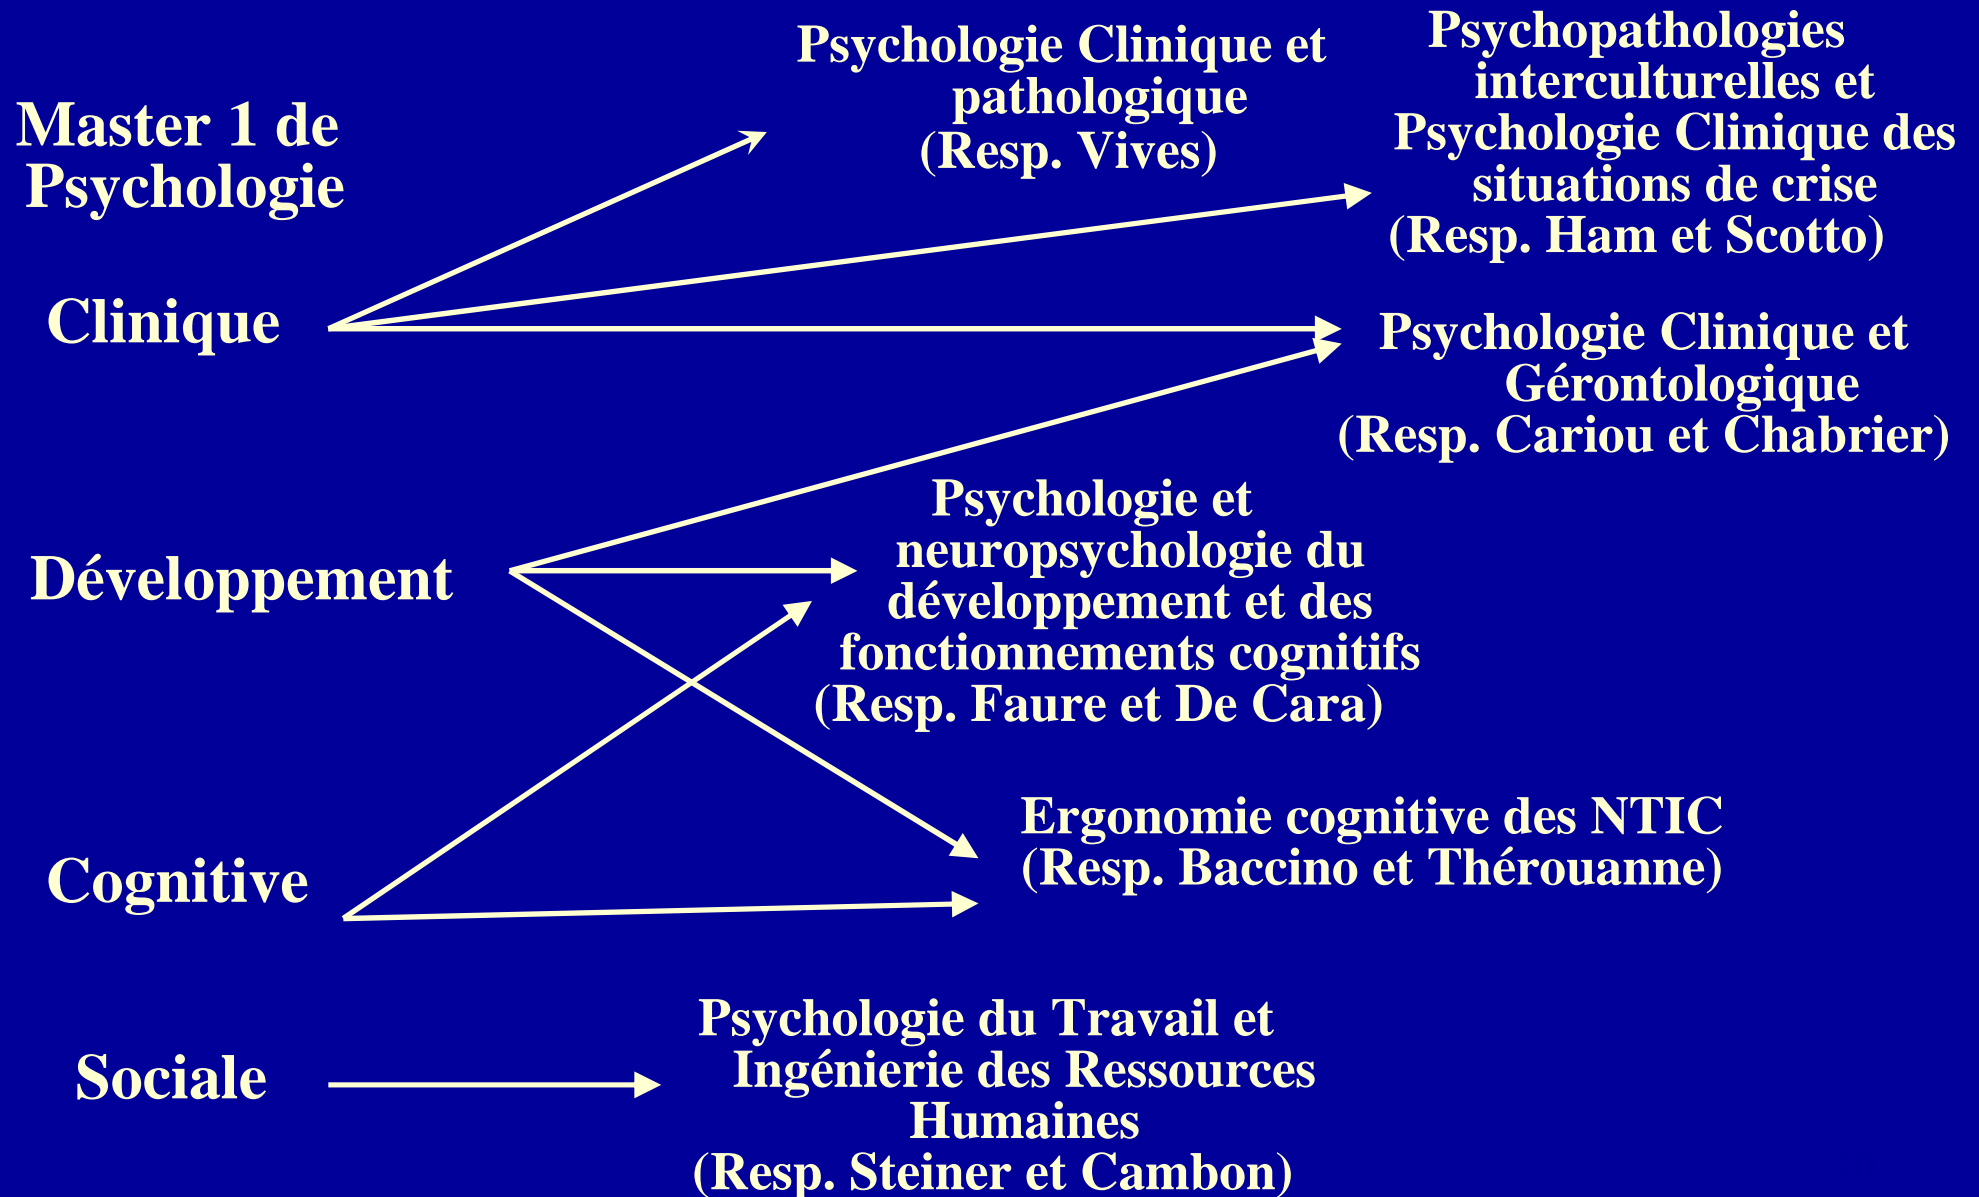 Master 1 de
Psychologie
Psychologie Clinique et
pathologique
(Resp. Vives)
Psychopathologies
interculturelles et
Psychologie Clinique des
situations de crise
(Resp. Ham et Scotto)
Clinique
Psychologie Clinique et
Gérontologique
(Resp. Cariou et Chabrier)
Développement
Psychologie et
neuropsychologie du
développement et des
fonctionnements cognitifs
(Resp. Faure et De Cara)
Cognitive
Ergonomie cognitive des NTIC
(Resp. Baccino et Thérouanne)
Sociale
Psychologie du Travail et
Ingénierie des Ressources
Humaines
(Resp. Steiner et Cambon)